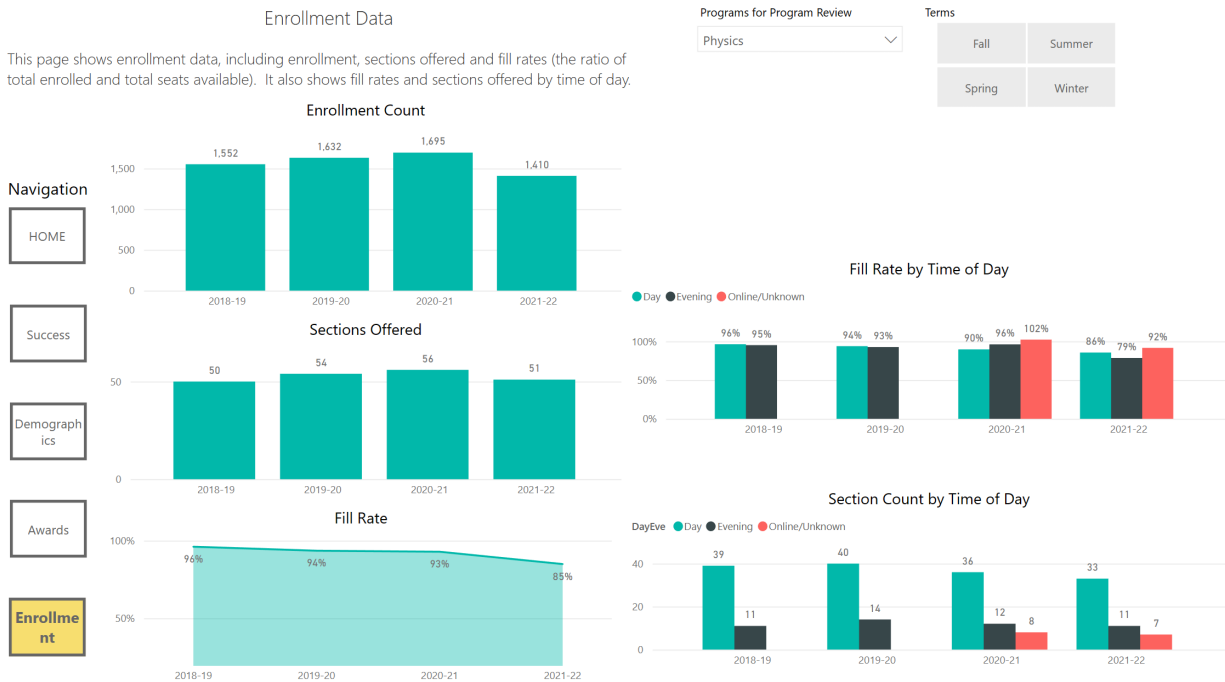 Enrollment Data
This page shows enrollment data, including enrollment, sections offered and fill rates (the ratio of
total enrolled and total seats available).  It also shows fill rates and sections offered by time of day.
Programs for Program Review
Physics
Terms
Fall
Summer
Spring
Winter
Navigation
HOME
Success
Demograph
ics
Awards
Enrollme
nt
Enrollment Count
1,500
1,000
500
0
1,552
1,632
1,695
1,410
2018-19
2019-20
2020-21
2021-22
Sections Offered
50
0
50
54
56
51
2018-19
2019-20
2020-21
2021-22
Fill Rate
100%
50%
96%
94%
93%
85%
2018-19
2019-20
2020-21
2021-22
Fill Rate by Time of Day
Day Evening Online/Unknown
100%
50%
0%
96% 95%
94% 93%
90% 96% 102%
86% 79% 92%
2018-19
2019-20
2020-21
2021-22
Section Count by Time of Day
DayEve Day Evening Online/Unknown
40
20
0
39 11
40 14
36 12 8
33 11 7
2018-19
2019-20
2020-21
2021-22